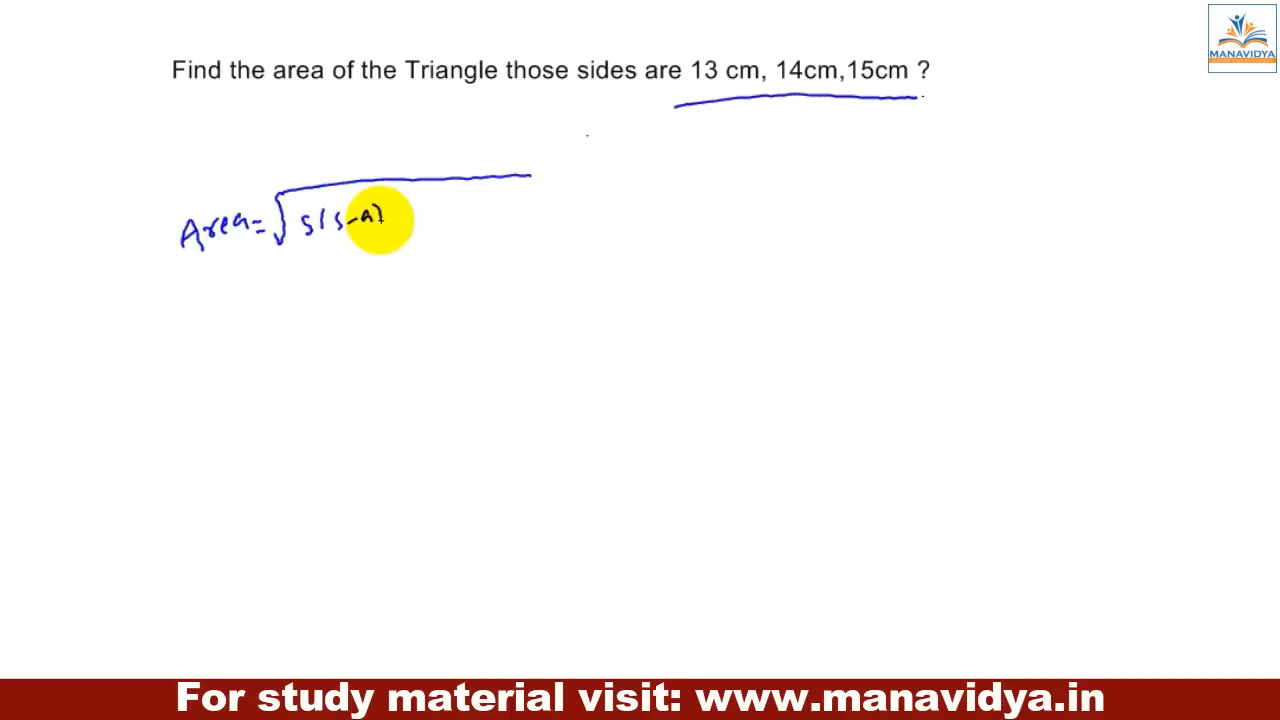 MANAVIDYA
Find the area of the Triangle those sides are 13 cm, 14cm,15cm ?
Area=√s(s-a)
For study material visit: www.manavidya.in